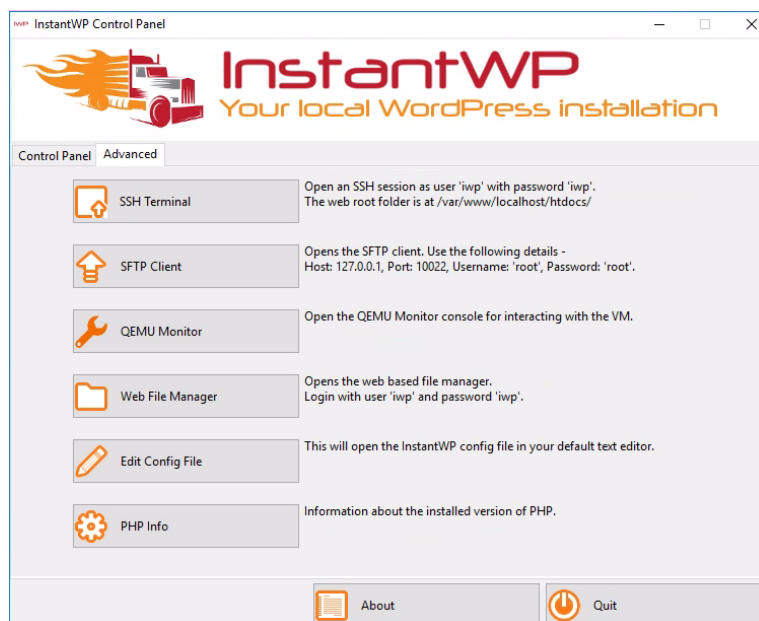 IWP InstantWP Control Panel
InstantWP
Your local WordPress installation
Control Panel Advanced
SSH Terminal
Open an SSH session as user 'iwp' with password 'iwp'.
The web root folder is at /var/www/localhost/htdocs/
SFTP Client
Opens the SFTP client. Use the following details -
Host: 127.0.0.1, Port: 10022, Username: 'root', Password: 'root'.
QEMU Monitor
Open the QEMU Monitor console for interacting with the VM.
Web File Manager
Opens the web based file manager.
Login with user 'iwp' and password 'iwp'.
Edit Config File
This will open the InstantWP config file in your default text editor.
PHP Info
Information about the installed version of PHP.
About
Quit